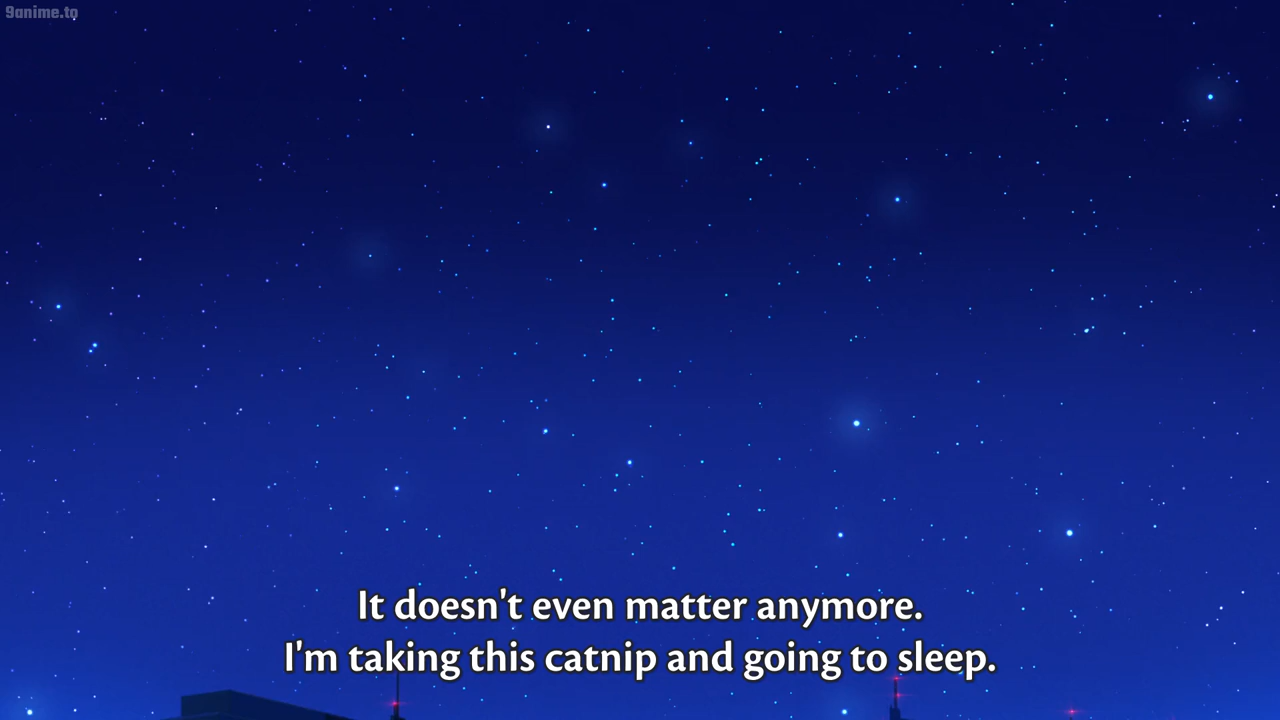 9anime.to
It doesn't even matter anymore.
I'm taking this catnip and going to sleep.